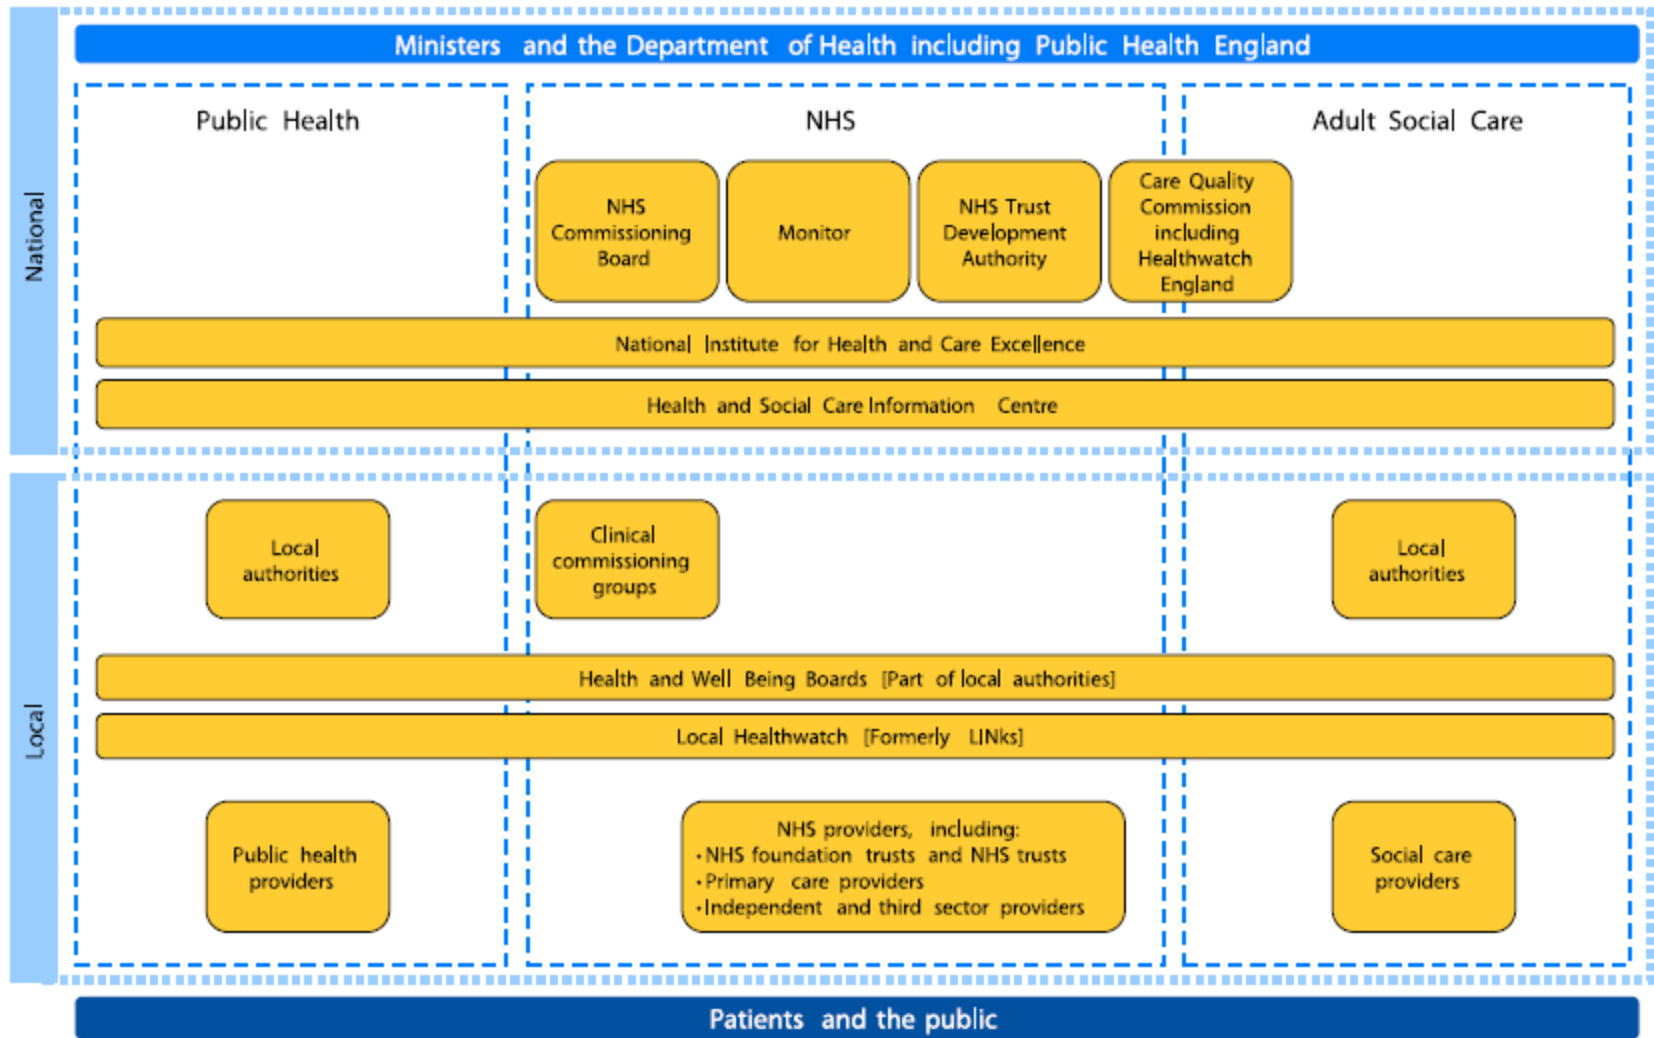 Ministers and the Department of Health including Public Health England
National
Public Health
NHS
Adult Social Care
NHS
Commissioning
Board
Monitor
NHS Trust
Development
Authority
Care Quality
Commission
including
Healthwatch
England
National Institute for Health and Care Excellence
Health and Social Care Information Centre
Local
Local
authorities
Clinical
commissioning
groups
Local
authorities
Health and Well Being Boards [Part of local authorities]
Local Healthwatch [Formerly LINks]
Public health
providers
NHS providers, including:
•NHS foundation trusts and NHS trusts
•Primary care providers
•Independent and third sector providers
Social care
providers
Patients and the public